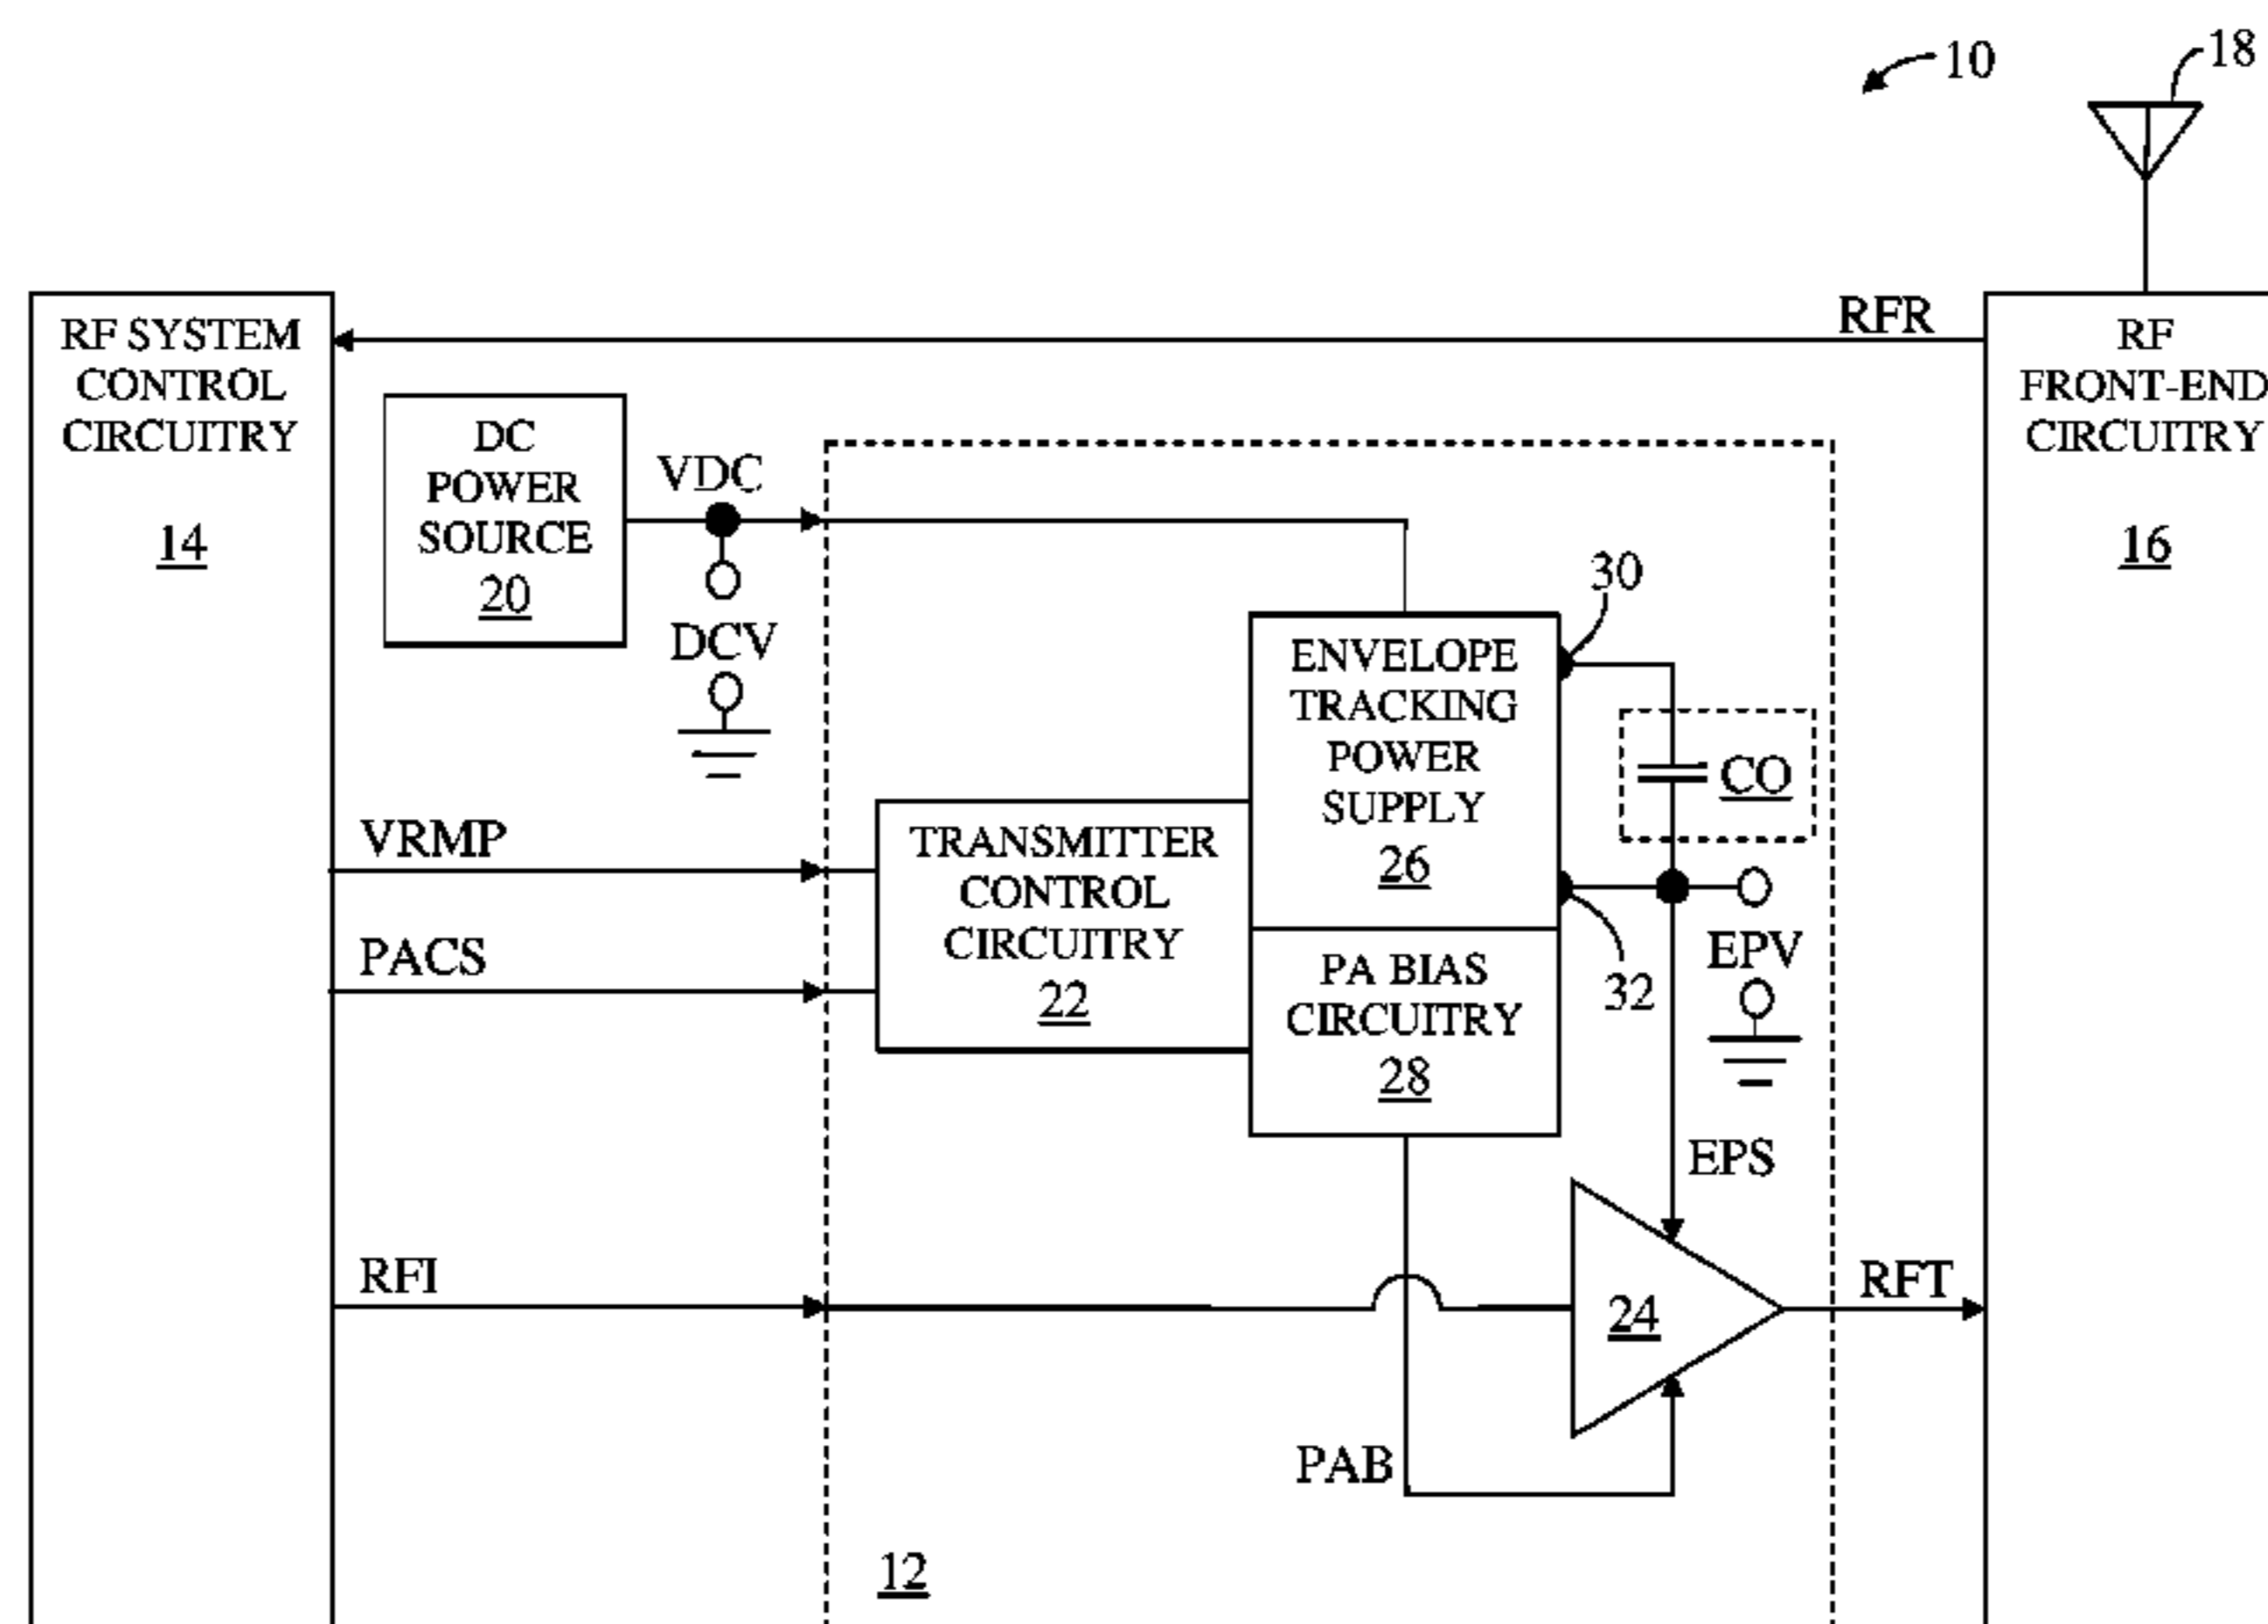 10
18
RF SYSTEM
CONTROL
CIRCUITRY
14
RFR
RF
FRONT-END
CIRCUITRY
16
DC
POWER
SOURCE
20
VDC
DCV
30
ENVELOPE
TRACKING
POWER
SUPPLY
26
CO
VRMP
PACS
TRANSMITTER
CONTROL
CIRCUITRY
22
EPV
32
PA BIAS
CIRCUITRY
28
EPS
RFI
24
RFT
PAB
12